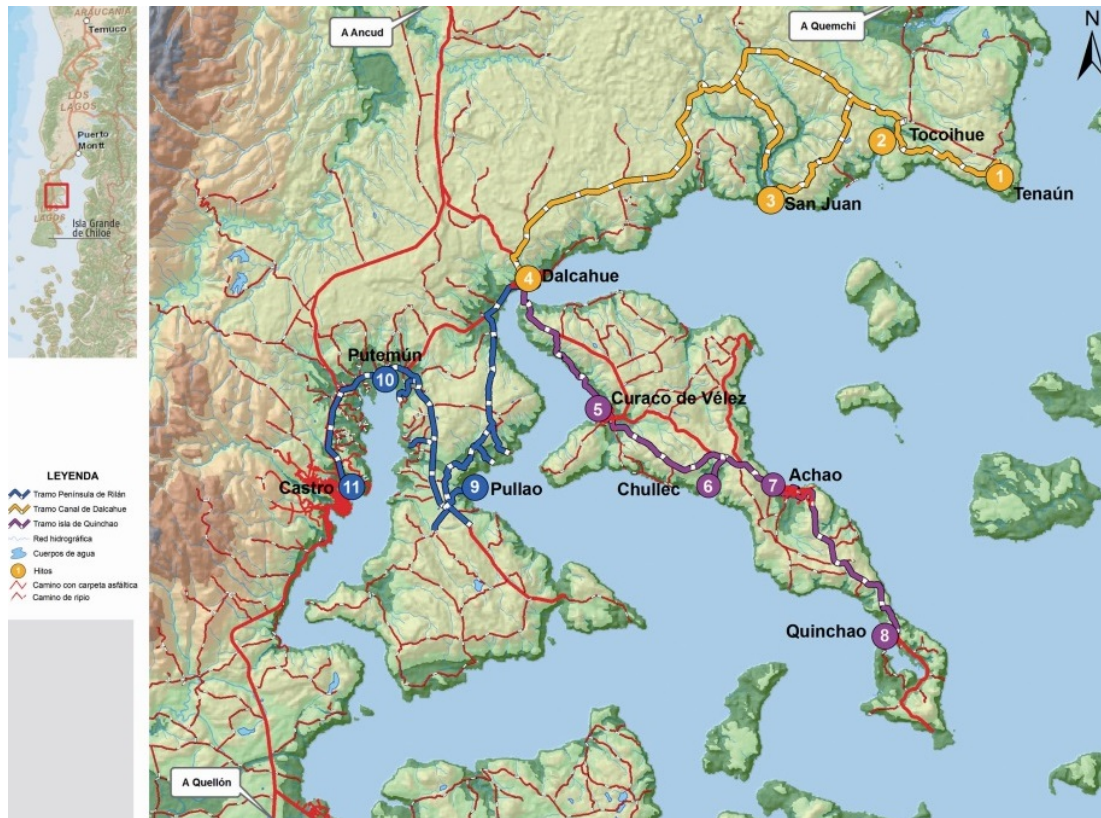 ARAUCANÍA
Temuco
LOS
LAGOS
Puerto
Montt
LAGOS
Isla Grande
de Chiloé
A Ancud
A Quemchi
N
Tocoihue
2
1
Tenaún
3
San Juan
4
Dalcahue
Putemún
10
5
Curaco de Vélez
Castro
11
9
Pullao
Chullec
6
7
Achao
Quinchao
8
A Quellón
LEYENDA
Tramo Península de Rilán
Tramo Canal de Dalcahue
Tramo isla de Quinchao
Red hidrográfica
Cuerpos de agua
1
Hitos
Camino con carpeta asfáltica
Camino de ripio